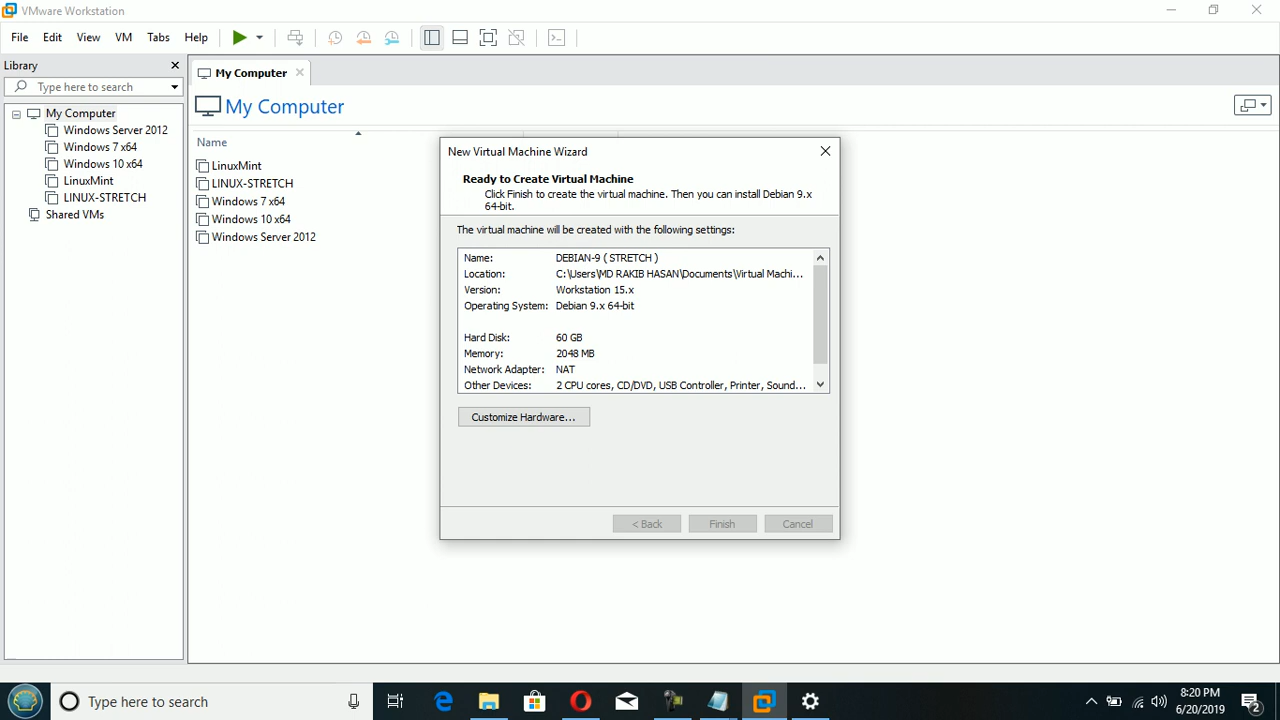 VMware Workstation
File Edit View VM Tabs Help
Library
Type here to search
My Computer
Windows Server 2012
Windows 7 x64
Windows 10 x64
LinuxMint
LINUX-STRETCH
Shared VMs
My Computer
My Computer
Name
LinuxMint
LINUX-STRETCH
Windows 7 x64
Windows 10 x64
Windows Server 2012
New Virtual Machine Wizard
Ready to Create Virtual Machine
Click Finish to create the virtual machine. Then you can install Debian 9.x
64-bit.
The virtual machine will be created with the following settings:
Name: DEBIAN-9 ( STRETCH )
Location: C:\Users\MD RAKIB HASAN\Documents\Virtual Machi...
Version: Workstation 15.x
Operating System: Debian 9.x 64-bit
Hard Disk: 60 GB
Memory: 2048 MB
Network Adapter: NAT
Other Devices: 2 CPU cores, CD/DVD, USB Controller, Printer, Sound...
Customize Hardware...
< Back Finish Cancel
Type here to search
8:20 PM
6/20/2019
2